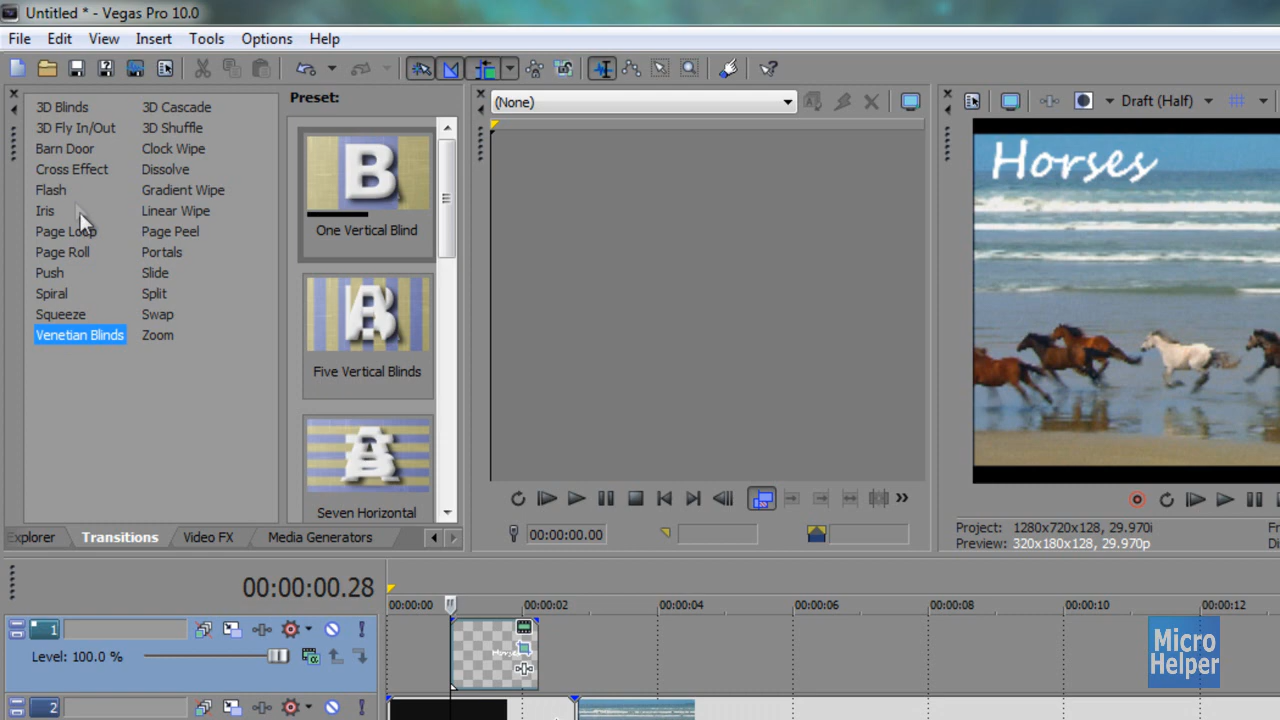 Untitled * - Vegas Pro 10.0
File Edit View Insert Tools Options Help
3D Blinds 3D Cascade
3D Fly In/Out 3D Shuffle
Barn Door Clock Wipe
Cross Effect Dissolve
Flash Gradient Wipe
Iris Linear Wipe
Page Loop Page Peel
Page Roll Portals
Push Slide
Spiral Split
Squeeze Swap
Venetian Blinds Zoom
Preset:
B
One Vertical Blind
Five Vertical Blinds
Seven Horizontal
(None)
Draft (Half)
Horses
00:00:00.00
Project: 1280x720x128, 29.970i
Preview: 320x180x128, 29.970p
Explorer Transitions Video FX Media Generators
00:00:00.28
00:00:00 00:00:02 00:00:04 00:00:06 00:00:08 00:00:10 00:00:12
1
Level: 100.0 %
Horses
2
Micro
Helper